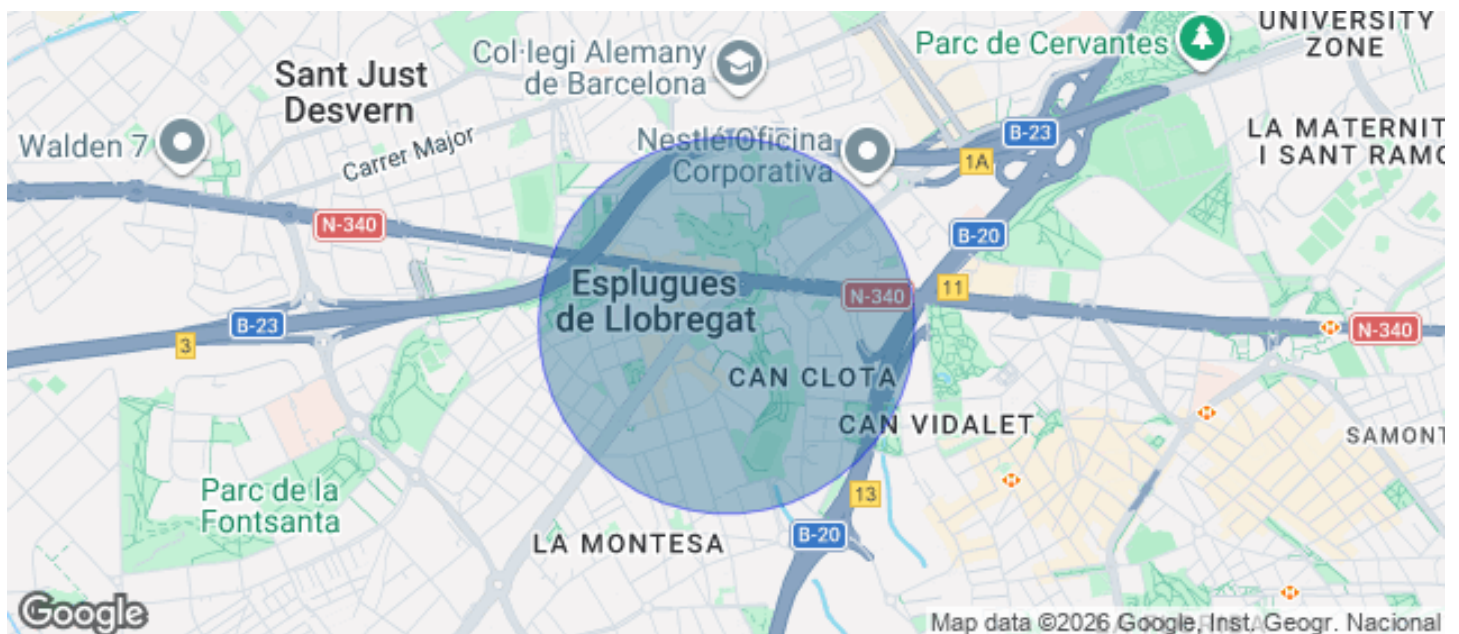 UNIVERSITY
ZONE
Parc de Cervantes
Col·legi Alemany
de Barcelona
Sant Just
Desvern
Walden 7
Carrer Major
Nestlé Oficina
Corporativa
B-23
1A
LA MATERNIT
I SANT RAMO
N-340
B-20
Esplugues
de Llobregat
N-340
11
B-23
3
N-340
CAN CLOTA
CAN VIDALET
SAMONT
Parc de la
Fontsanta
13
LA MONTESA
B-20
Google
Map data ©2026 Google, Inst. Geogr. Nacional